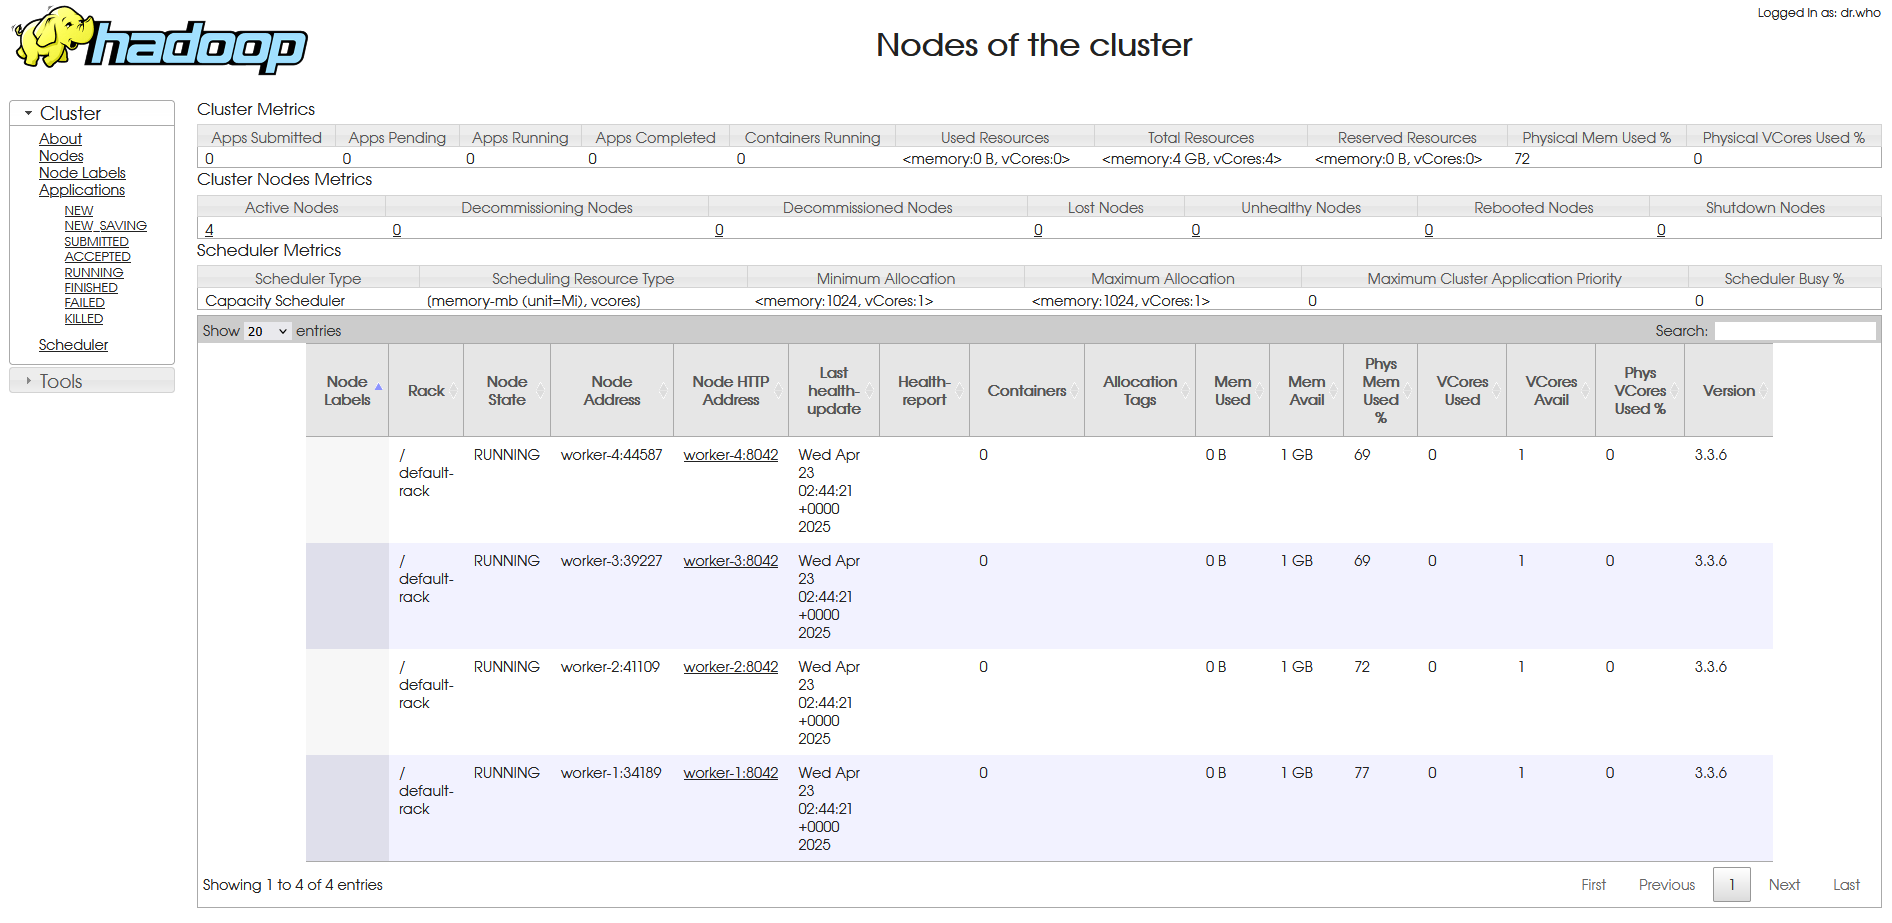 hadoop
Logged in as: dr.who
Nodes of the cluster
Cluster
About
Nodes
Node Labels
Applications
NEW
NEW_SAVING
SUBMITTED
ACCEPTED
RUNNING
FINISHED
FAILED
KILLED
Scheduler
Tools
Cluster Metrics
Apps Submitted Apps Pending Apps Running Apps Completed Containers Running Used Resources Total Resources Reserved Resources Physical Mem Used % Physical VCores Used %
0 0 0 0 0 <memory:0 B, vCores:0> <memory:4 GB, vCores:4> <memory:0 B, vCores:0> 72 0
Cluster Nodes Metrics
Active Nodes Decommissioning Nodes Decommissioned Nodes Lost Nodes Unhealthy Nodes Rebooted Nodes Shutdown Nodes
4 0 0 0 0 0 0
Scheduler Metrics
Scheduler Type Scheduling Resource Type Minimum Allocation Maximum Allocation Maximum Cluster Application Priority Scheduler Busy %
Capacity Scheduler [memory-mb (unit=Mi), vcores] <memory:1024, vCores:1> <memory:1024, vCores:1> 0 0
Show 20 entries Search:
Node Labels Rack Node State Node Address Node HTTP Address Last health-update Health-report Containers Allocation Tags Mem Used Mem Avail Phys Mem Used % VCores Used VCores Avail Phys VCores Used % Version
/default-rack RUNNING worker-4:44587 worker-4:8042 Wed Apr 23 02:44:21 +0000 2025 0 0 B 1 GB 69 0 1 0 3.3.6
/default-rack RUNNING worker-3:39227 worker-3:8042 Wed Apr 23 02:44:21 +0000 2025 0 0 B 1 GB 69 0 1 0 3.3.6
/default-rack RUNNING worker-2:41109 worker-2:8042 Wed Apr 23 02:44:21 +0000 2025 0 0 B 1 GB 72 0 1 0 3.3.6
/default-rack RUNNING worker-1:34189 worker-1:8042 Wed Apr 23 02:44:21 +0000 2025 0 0 B 1 GB 77 0 1 0 3.3.6
Showing 1 to 4 of 4 entries First Previous 1 Next Last